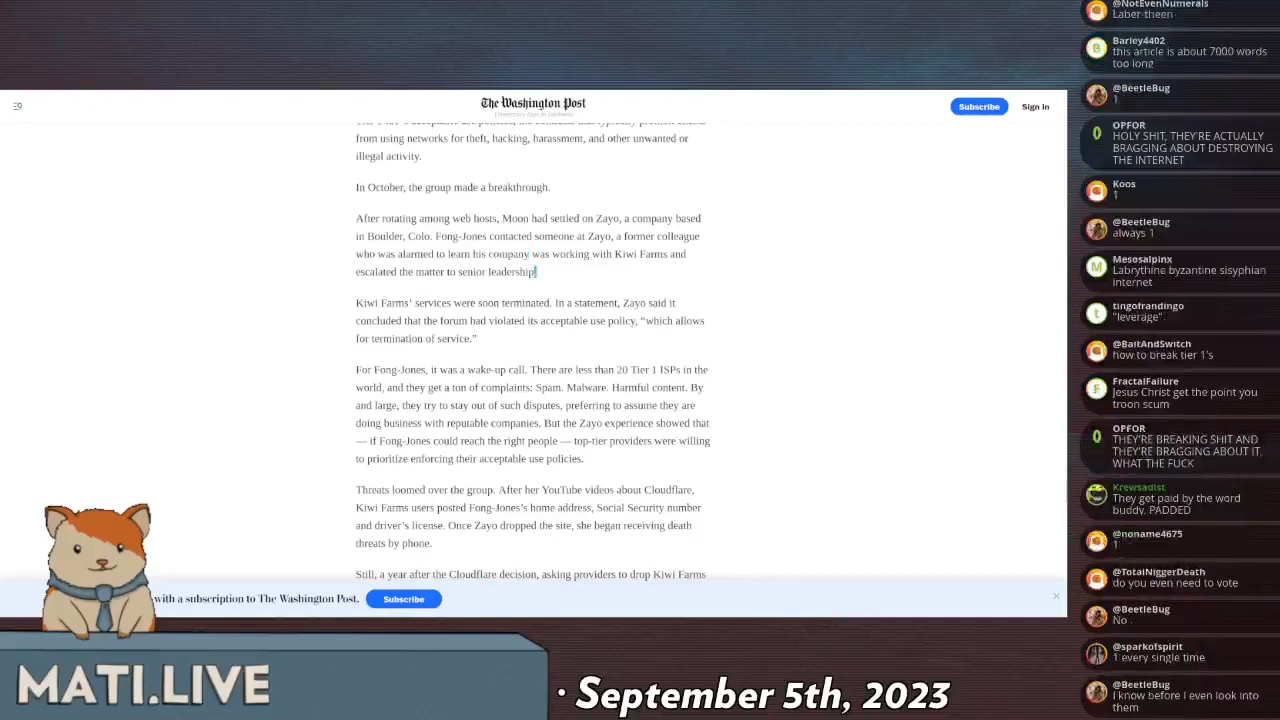 The Washington Post
Democracy Dies in Darkness
Subscribe
Sign in
from using networks for theft, hacking, harassment, and other unwanted or
illegal activity.
In October, the group made a breakthrough.
After rotating among web hosts, Moon had settled on Zayo, a company based
in Boulder, Colo. Fong-Jones contacted someone at Zayo, a former colleague
who was alarmed to learn his company was working with Kiwi Farms and
escalated the matter to senior leadership.
Kiwi Farms’ services were soon terminated. In a statement, Zayo said it
concluded that the forum had violated its acceptable use policy, “which allows
for termination of service.”
For Fong-Jones, it was a wake-up call. There are less than 20 Tier 1 ISPs in the
world, and they get a ton of complaints: Spam. Malware. Harmful content. By
and large, they try to stay out of such disputes, preferring to assume they are
doing business with reputable companies. But the Zayo experience showed that
— if Fong-Jones could reach the right people — top-tier providers were willing
to prioritize enforcing their acceptable use policies.
Threats loomed over the group. After her YouTube videos about Cloudflare,
Kiwi Farms users posted Fong-Jones’s home address, Social Security number
and driver’s license. Once Zayo dropped the site, she began receiving death
threats by phone.
Still, a year after the Cloudflare decision, asking providers to drop Kiwi Farms
with a subscription to The Washington Post.
Subscribe
MATI.LIVE
· September 5th, 2023
@NotEvenNumerals
Laber-theen
Barley4402
this article is about 7000 words
too long
@BeetleBug
1
OPFOR
HOLY SHIT, THEY'RE ACTUALLY
BRAGGING ABOUT DESTROYING
THE INTERNET
Koos
1
@BeetleBug
always 1
Mesosalpinx
Labrythine byzantine sisyphian
internet
tingofrandingo
"leverage"
@BaitAndSwitch
how to break tier 1's
FractalFailure
Jesus Christ get the point you
troon scum
OPFOR
THEY'RE BREAKING SHIT AND
THEY'RE BRAGGING ABOUT IT,
WHAT THE FUCK
Krewsadist
They get paid by the word
buddy. PADDED
@noname4675
1
@TotalNiggerDeath
do you even need to vote
@BeetleBug
No .
@sparkofspirit
1 every single time
@BeetleBug
I know before I even look into
them